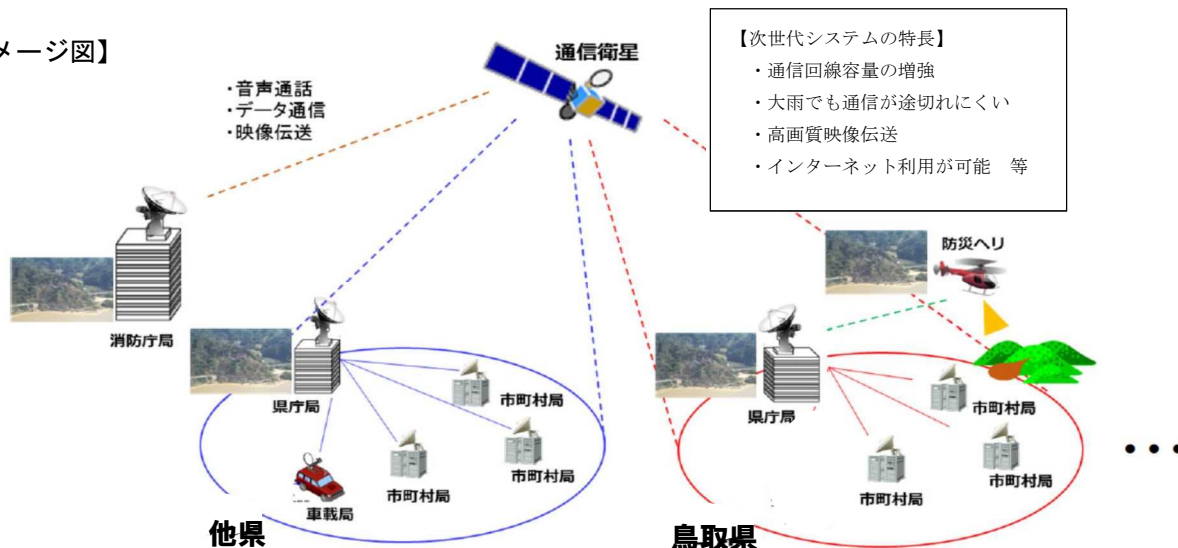 メージ図】
・音声通話
・データ通信
・映像伝送
通信衛星
【次世代システムの特長】
・通信回線容量の増強
・大雨でも通信が途切れにくい
・高画質映像伝送
・インターネット利用が可能　等
消防庁局
県庁局
市町村局
市町村局
市町村局
車載局
他県
防災ヘリ
県庁局
市町村局
市町村局
市町村局
鳥取県
・・・